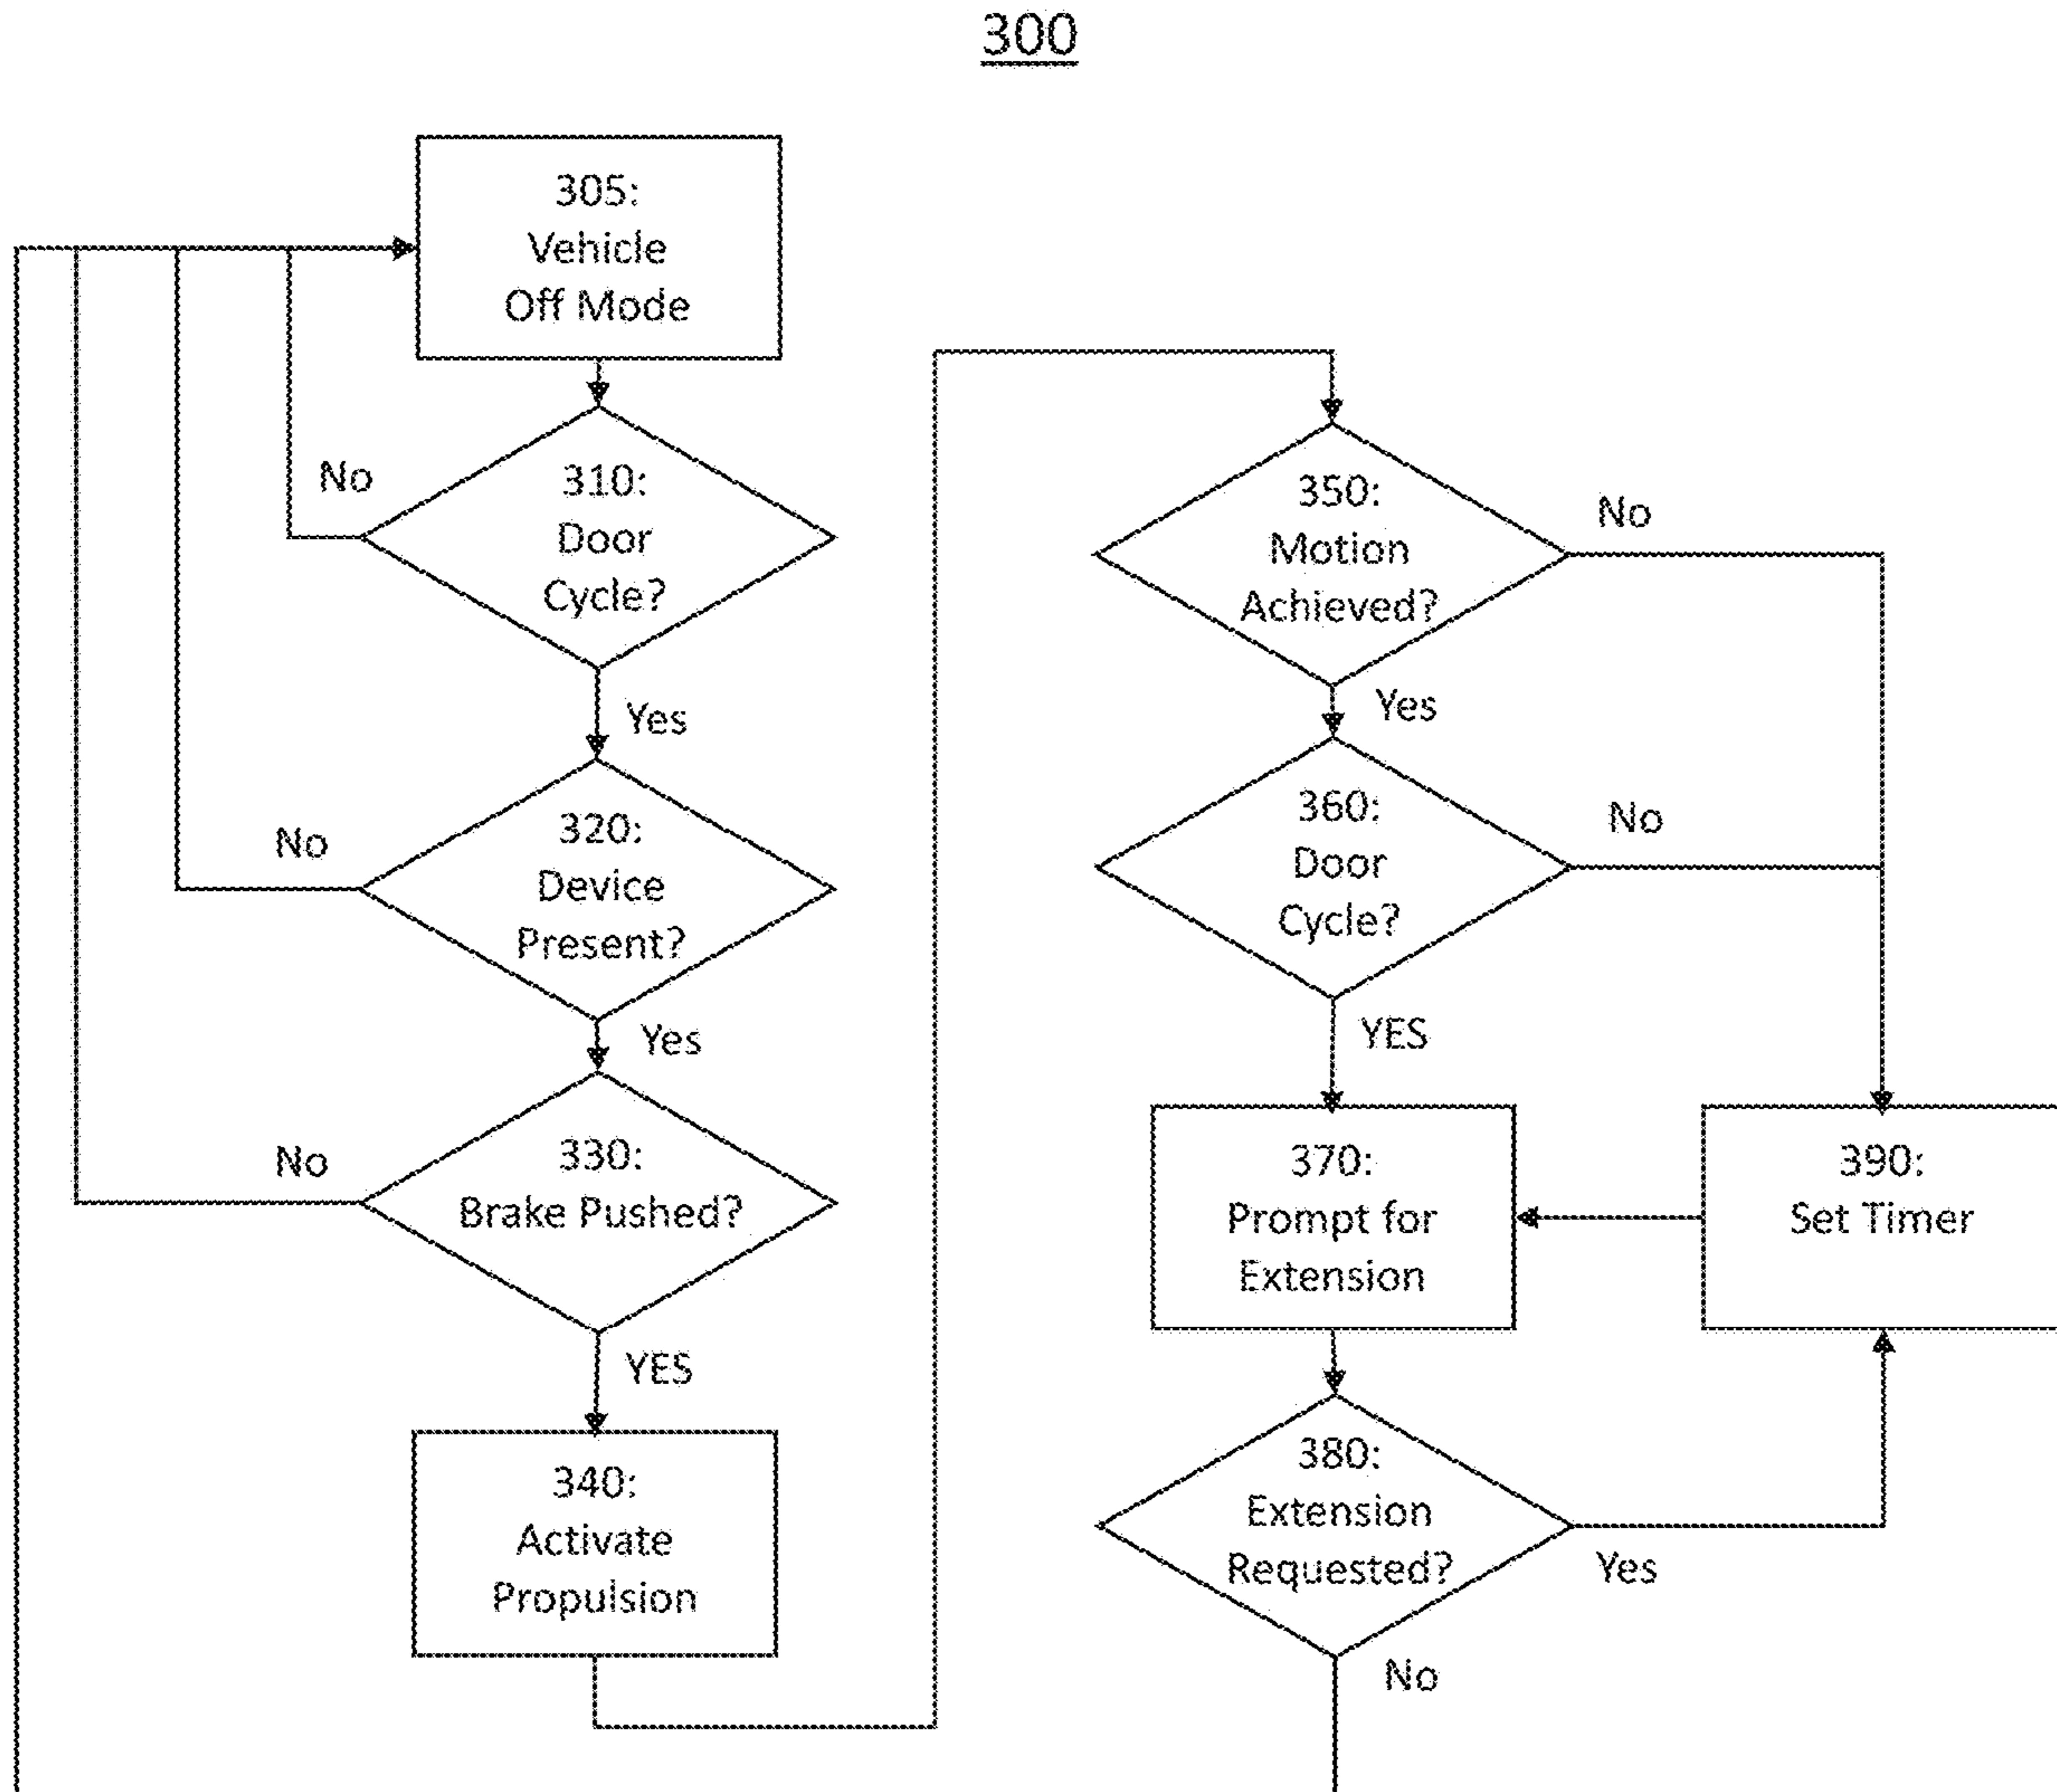 300
305:
Vehicle
Off Mode
No
310:
Door
Cycle?
Yes
No
320:
Device
Present?
Yes
No
330:
Brake Pushed?
YES
340:
Activate
Propulsion
350:
Motion
Achieved?
No
Yes
360:
Door
Cycle?
No
YES
370:
Prompt for
Extension
390:
Set Timer
380:
Extension
Requested?
Yes
No